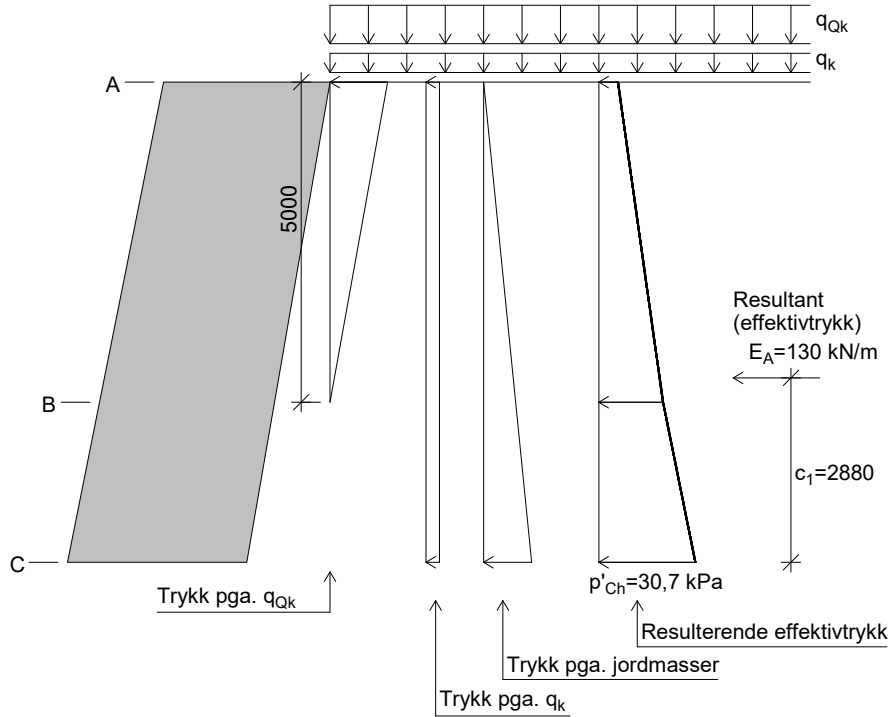 q_Qk
q_k
A
5000
Resultant
(effektivtrykk)
E_A=130 kN/m
B
c_1=2880
C
p'_Ch=30,7 kPa
Trykk pga. q_Qk
Resulterende effektivtrykk
Trykk pga. jordmasser
Trykk pga. q_k